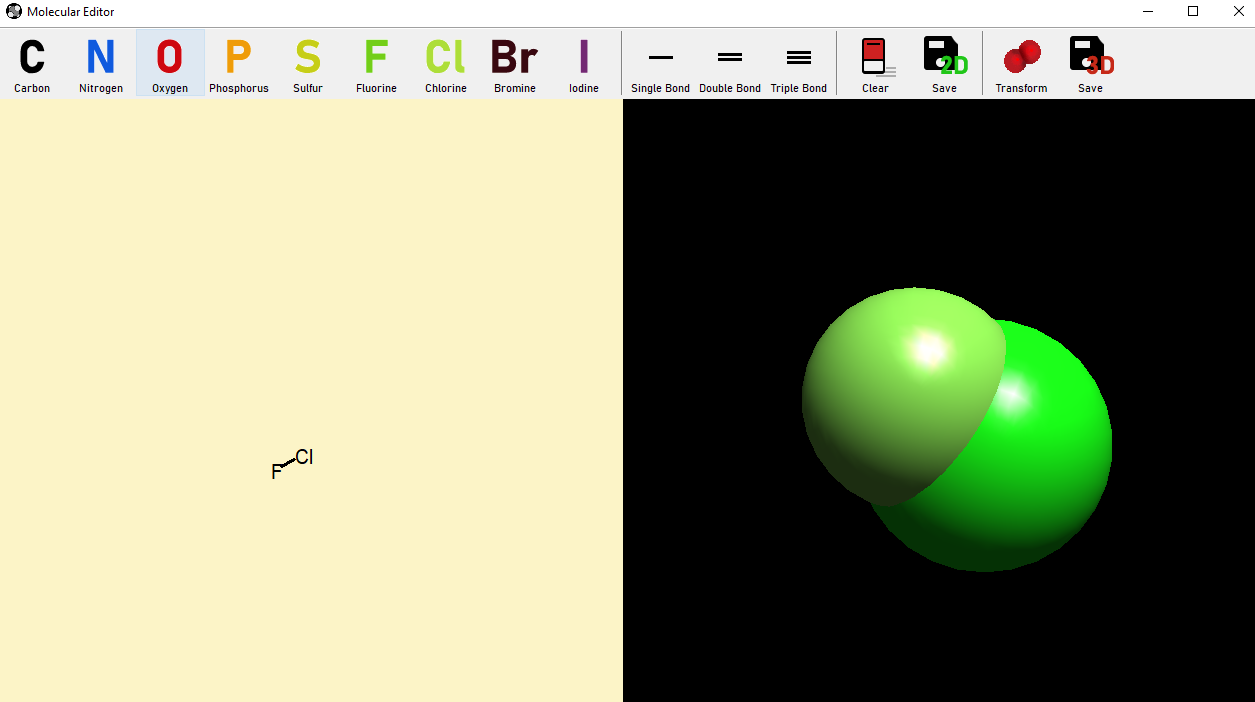 Molecular Editor
C N O P S F Cl Br I 2D 3D
Carbon Nitrogen Oxygen Phosphorus Sulfur Fluorine Chlorine Bromine Iodine Single Bond Double Bond Triple Bond Clear Save Transform Save
Cl
F